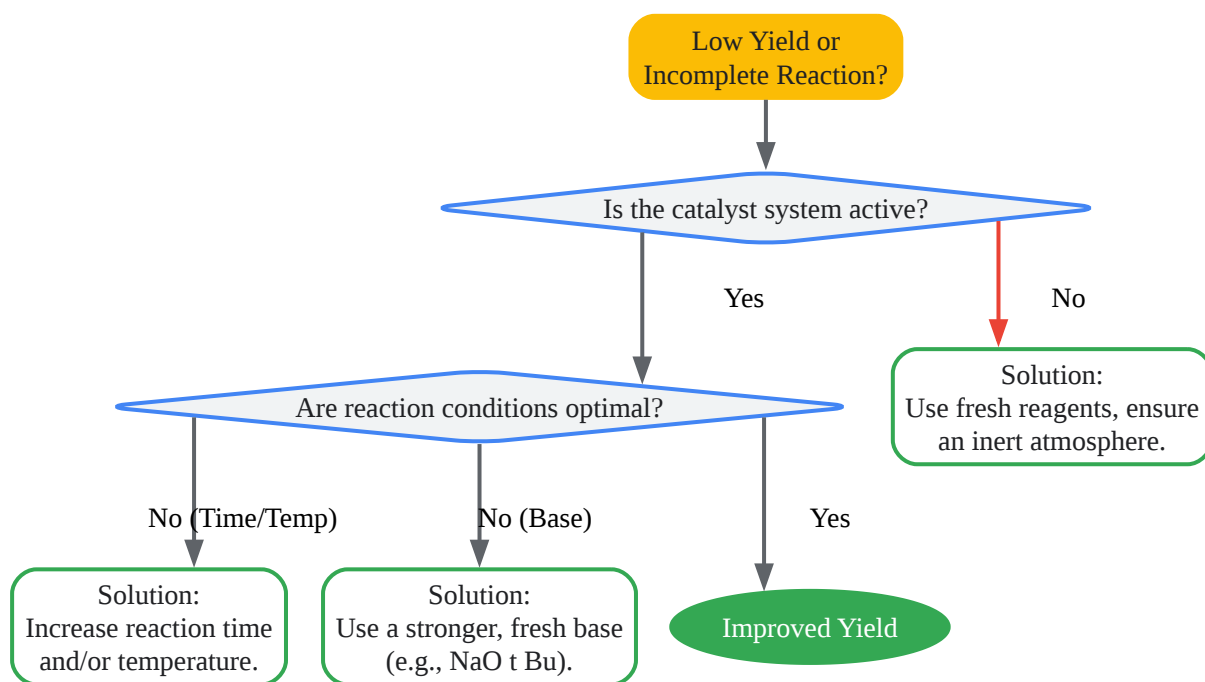 Low Yield or
Incomplete Reaction?
Is the catalyst system active?
Yes
No
Solution:
Use fresh reagents, ensure
an inert atmosphere.
Are reaction conditions optimal?
No (Time/Temp)
No (Base)
Yes
Solution:
Increase reaction time
and/or temperature.
Solution:
Use a stronger, fresh base
(e.g., NaO t Bu).
Improved Yield